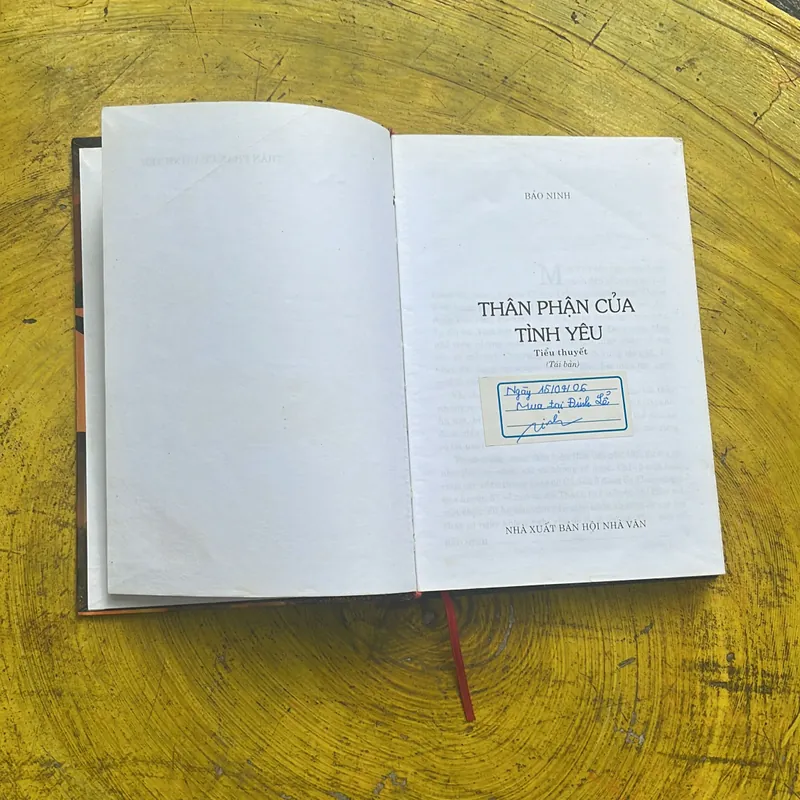 BẢO NINH
THÂN PHẬN CỦA
TÌNH YÊU
Tiểu thuyết
(Tái bản)
Ngày 15/09/06
Mua tại Đinh Lễ
NHÀ XUẤT BẢN HỘI NHÀ VĂN